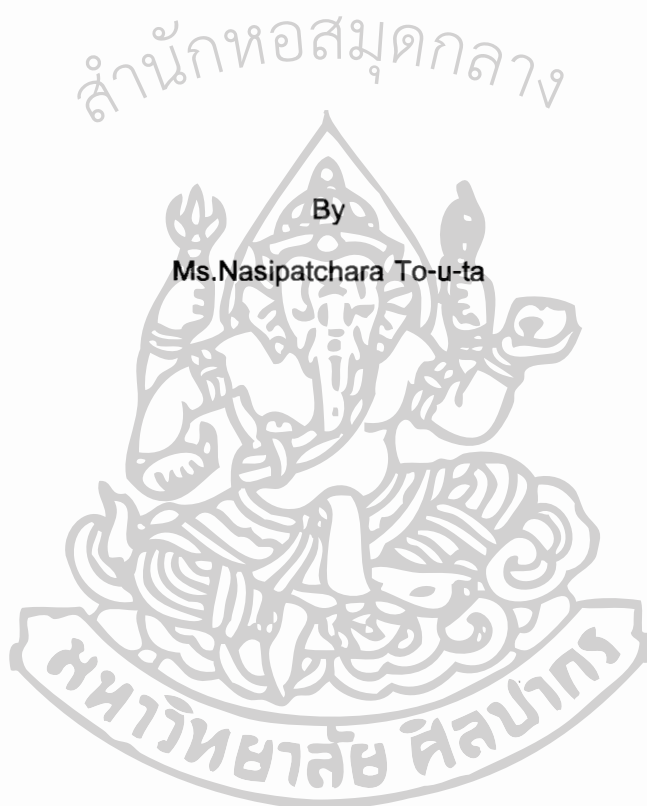 สำนักหอสมุดกลาง
By
Ms.Nasipatchara To-u-ta
มหาวิทยาลัย ศิลปากร